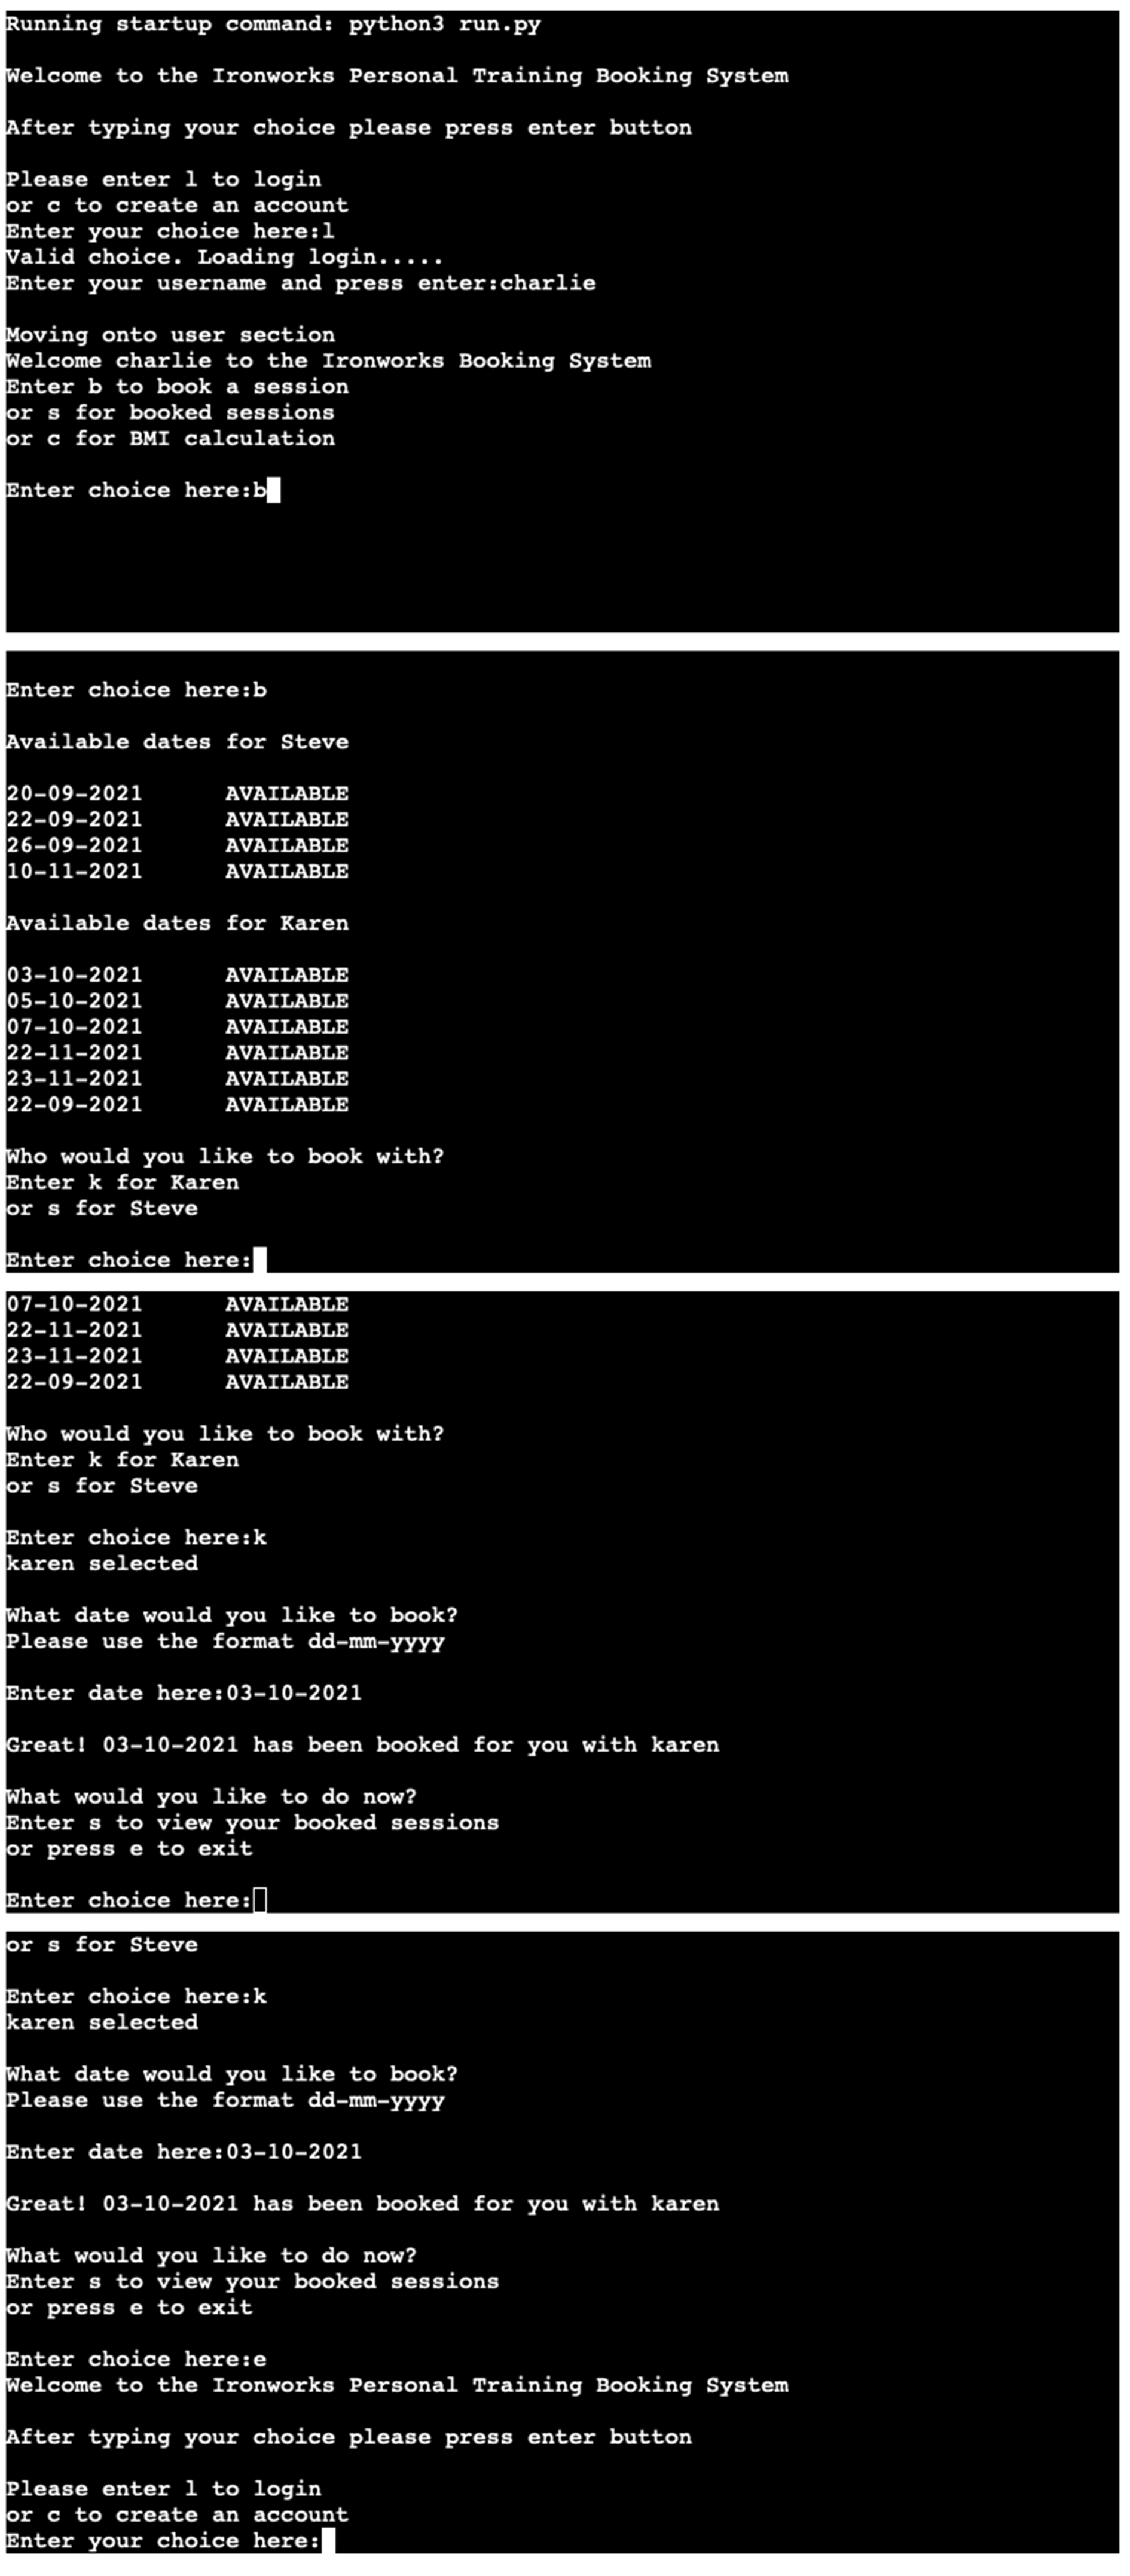 Running startup command: python3 run.py
Welcome to the Ironworks Personal Training Booking System
After typing your choice please press enter button
Please enter l to login
or c to create an account
Enter your choice here:l
Valid choice. Loading login.....
Enter your username and press enter:charlie
Moving onto user section
Welcome charlie to the Ironworks Booking System
Enter b to book a session
or s for booked sessions
or c for BMI calculation
Enter choice here:b
Enter choice here:b
Available dates for Steve
20-09-2021 AVAILABLE
22-09-2021 AVAILABLE
26-09-2021 AVAILABLE
10-11-2021 AVAILABLE
Available dates for Karen
03-10-2021 AVAILABLE
05-10-2021 AVAILABLE
07-10-2021 AVAILABLE
22-11-2021 AVAILABLE
23-11-2021 AVAILABLE
22-09-2021 AVAILABLE
Who would you like to book with?
Enter k for Karen
or s for Steve
Enter choice here:
07-10-2021 AVAILABLE
22-11-2021 AVAILABLE
23-11-2021 AVAILABLE
22-09-2021 AVAILABLE
Who would you like to book with?
Enter k for Karen
or s for Steve
Enter choice here:k
karen selected
What date would you like to book?
Please use the format dd-mm-yyyy
Enter date here:03-10-2021
Great! 03-10-2021 has been booked for you with karen
What would you like to do now?
Enter s to view your booked sessions
or press e to exit
Enter choice here:
or s for Steve
Enter choice here:k
karen selected
What date would you like to book?
Please use the format dd-mm-yyyy
Enter date here:03-10-2021
Great! 03-10-2021 has been booked for you with karen
What would you like to do now?
Enter s to view your booked sessions
or press e to exit
Enter choice here:e
Welcome to the Ironworks Personal Training Booking System
After typing your choice please press enter button
Please enter l to login
or c to create an account
Enter your choice here: